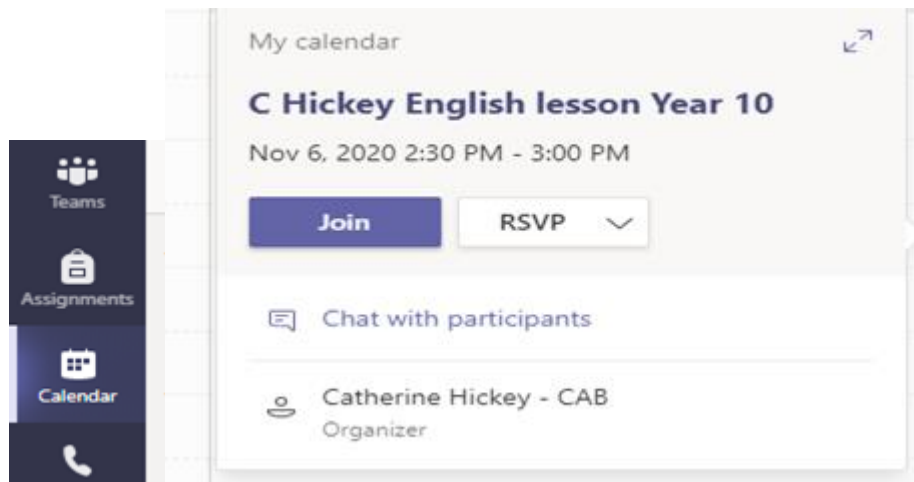 Teams
Assignments
Calendar
My calendar
C Hickey English lesson Year 10
Nov 6, 2020 2:30 PM - 3:00 PM
Join
RSVP
Chat with participants
Catherine Hickey - CAB
Organizer